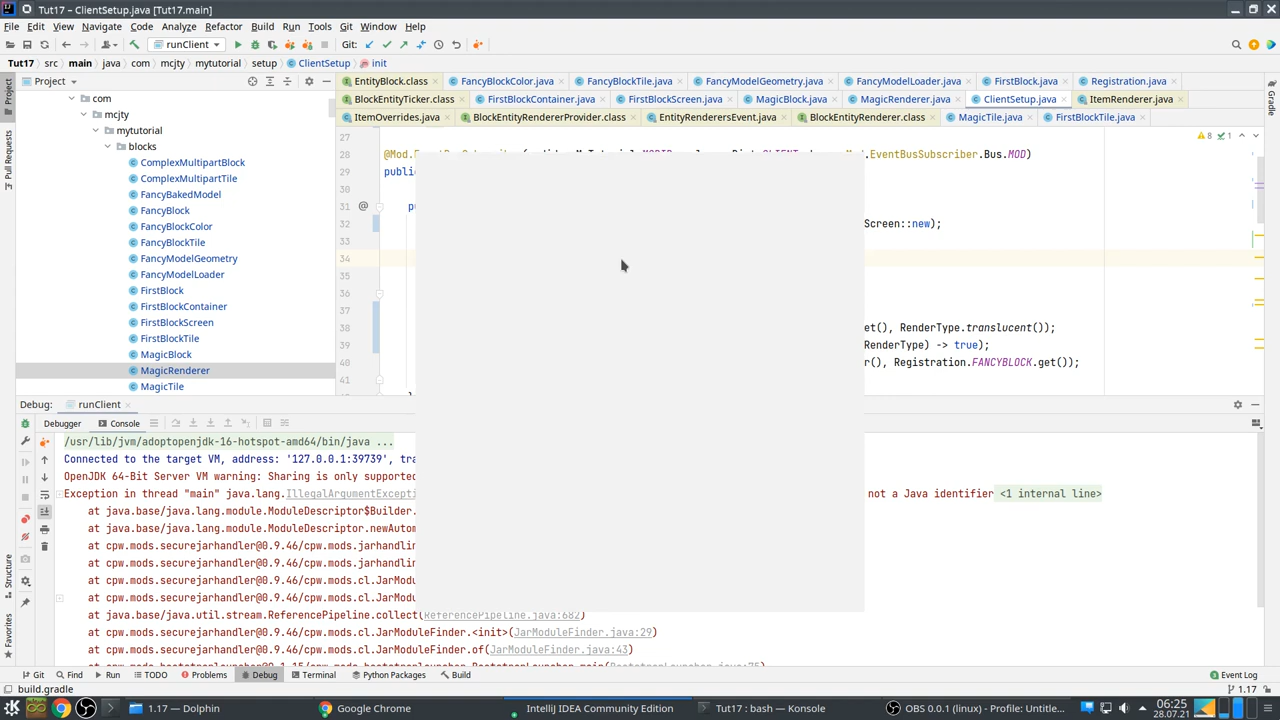 Tut17 – ClientSetup.java [Tut17.main]
File Edit View Navigate Code Analyze Refactor Build Run Tools Git Window Help
runClient
Git:
Tut17 src main java com mcjty mytutorial setup ClientSetup init
Project
EntityBlock.class FancyBlockColor.java FancyBlockTile.java FancyModelGeometry.java FancyModelLoader.java FirstBlock.java Registration.java
BlockEntityTicker.class FirstBlockContainer.java FirstBlockScreen.java MagicBlock.java MagicRenderer.java ClientSetup.java ItemRenderer.java
ItemOverrides.java BlockEntityRendererProvider.class EntityRenderersEvent.java BlockEntityRenderer.class MagicTile.java FirstBlockTile.java
Project
Pull Requests
Structure
Favorites
Gradle
com
mcjty
mytutorial
blocks
ComplexMultipartBlock
ComplexMultipartTile
FancyBakedModel
FancyBlock
FancyBlockColor
FancyBlockTile
FancyModelGeometry
FancyModelLoader
FirstBlock
FirstBlockContainer
FirstBlockScreen
FirstBlockTile
MagicBlock
MagicRenderer
MagicTile
8 1
27
28 .EventBusSubscriber.Bus.MOD)
29
30
31 @
32 Screen::new);
33
34
35
36
37
38 et(), RenderType.translucent());
39 RenderType) -> true);
40 r(), Registration.FANCYBLOCK.get());
41
Debug: runClient
Debugger Console
/usr/lib/jvm/adoptopenjdk-16-hotspot-amd64/bin/java ...
Connected to the target VM, address: '127.0.0.1:39739',
OpenJDK 64-Bit Server VM warning: Sharing is only supported
Exception in thread "main" java.lang. not a Java identifier <1 internal line>
at java.base/java.lang.module.ModuleDescriptor$Builder.
at java.base/java.lang.module.ModuleDescriptor.
at cpw.mods.securejarhandler@0.9.46/cpw.mods.
at cpw.mods.securejarhandler@0.9.46/cpw.mods.
at cpw.mods.securejarhandler@0.9.46/cpw.mods.cl.
at cpw.mods.securejarhandler@0.9.46/cpw.mods.cl.
at java.base/java.util.stream.ReferencePipeline.collect(ReferencePipeline.java:682)
at cpw.mods.securejarhandler@0.9.46/cpw.mods.cl.JarModuleFinder.<init>(JarModuleFinder.java:29)
at cpw.mods.securejarhandler@0.9.46/cpw.mods.cl.JarModuleFinder.of(JarModuleFinder.java:43)
Git Find Run TODO Problems Debug Terminal Python Packages Build Event Log
build.gradle 1.17
1.17 — Dolphin Google Chrome IntelliJ IDEA Community Edition Tut17 : bash — Konsole OBS 0.0.1 (linux) - Profile: Untitle... 06:25
28.07.21